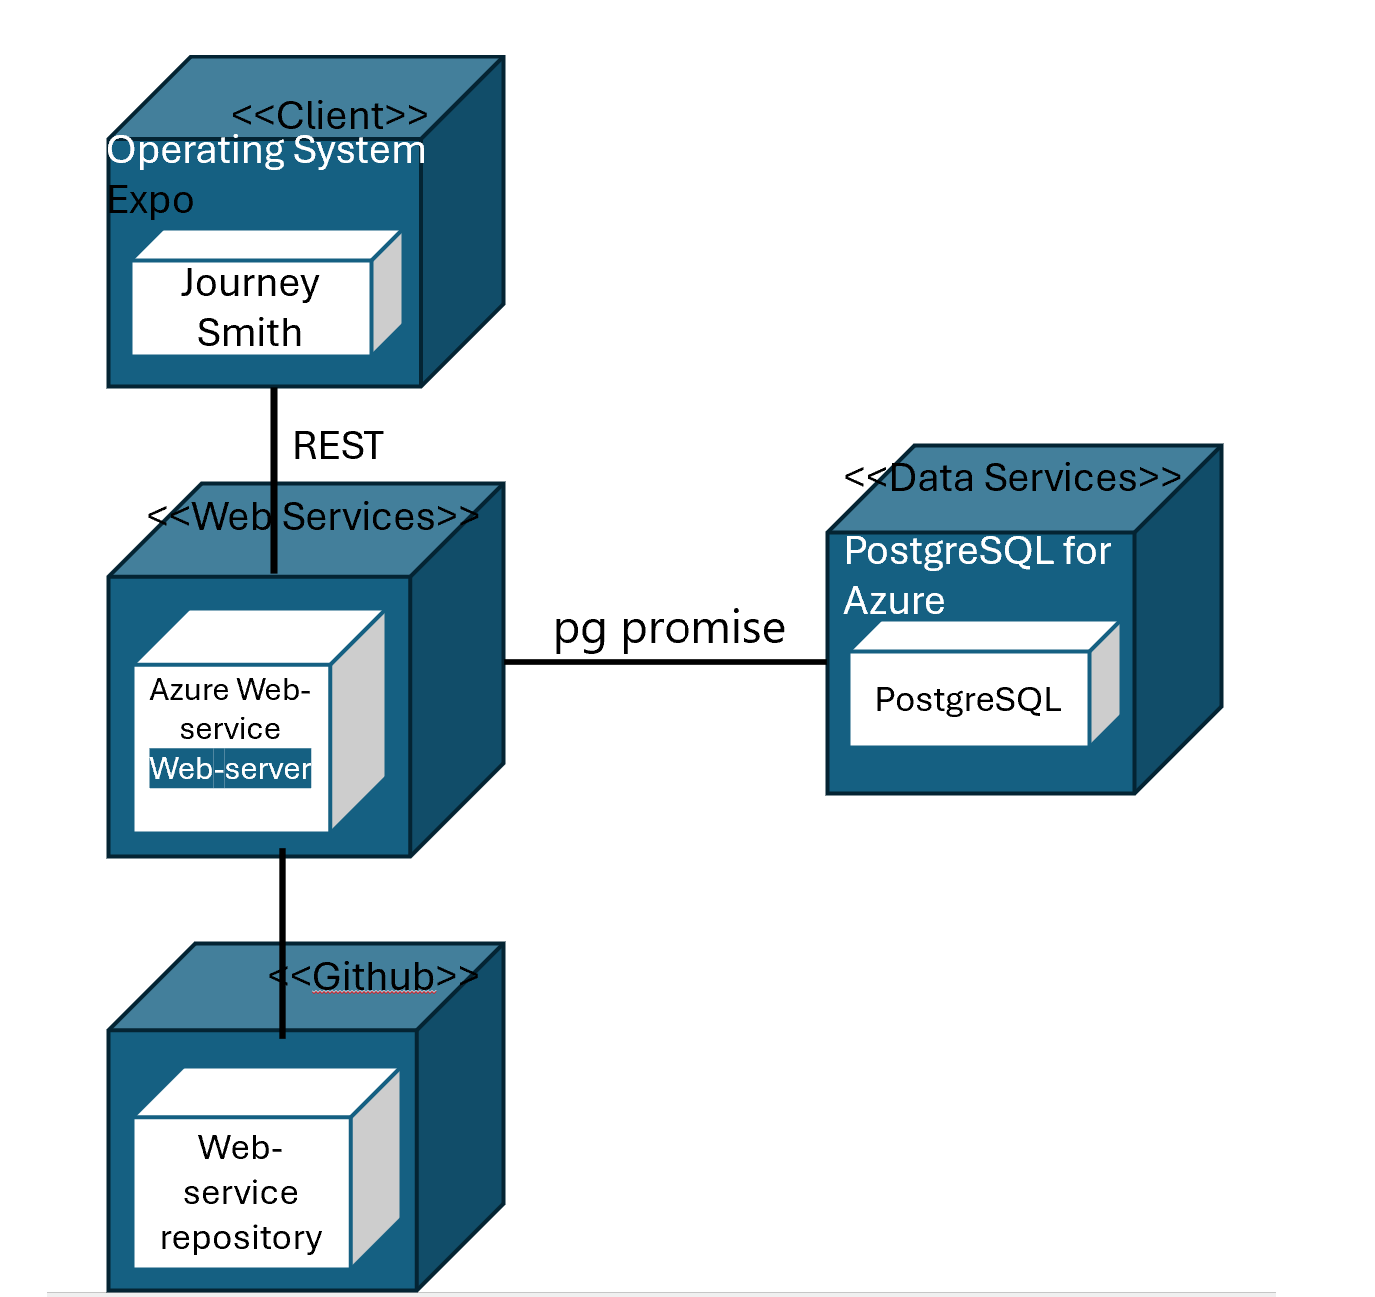 <<Client>>
Operating System
Expo
Journey
Smith
REST
<<Web Services>>
Azure Web-
service
Web-server
pg promise
<<Data Services>>
PostgreSQL for
Azure
PostgreSQL
<<Github>>
Web-
service
repository